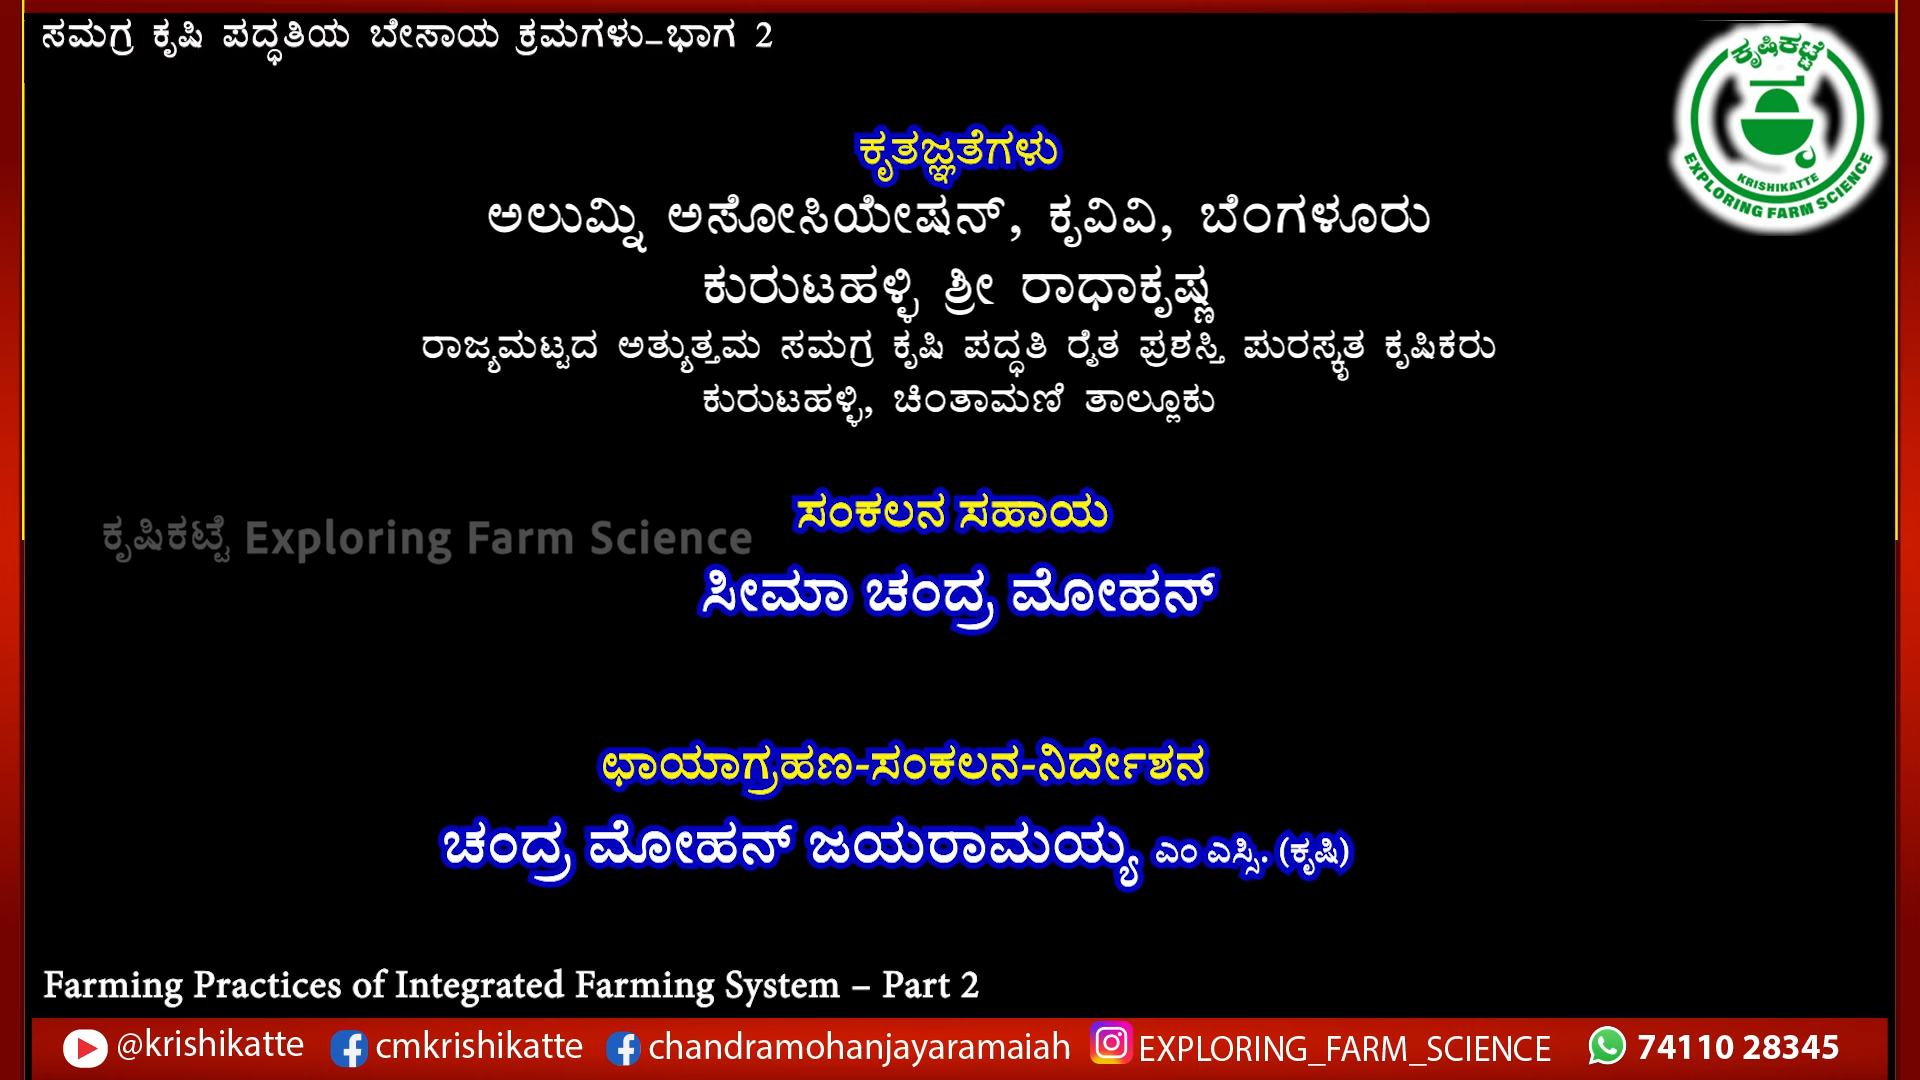 ಸಮಗ್ರ ಕೃಷಿ ಪದ್ಧತಿಯ ಬೇಸಾಯ ಕ್ರಮಗಳು–ಭಾಗ 2
ಕೃಷಿಕಟ್ಟೆ
KRISHIKATTE
EXPLORING FARM SCIENCE
ಕೃತಜ್ಞತೆಗಳು
ಅಲುಮ್ನಿ ಅಸೋಸಿಯೇಷನ್, ಕೃವಿವಿ, ಬೆಂಗಳೂರು
ಕುರುಟಹಳ್ಳಿ ಶ್ರೀ ರಾಧಾಕೃಷ್ಣ
ರಾಜ್ಯಮಟ್ಟದ ಅತ್ಯುತ್ತಮ ಸಮಗ್ರ ಕೃಷಿ ಪದ್ಧತಿ ರೈತ ಪ್ರಶಸ್ತಿ ಪುರಸ್ಕೃತ ಕೃಷಿಕರು
ಕುರುಟಹಳ್ಳಿ, ಚಿಂತಾಮಣಿ ತಾಲ್ಲೂಕು
ಸಂಕಲನ ಸಹಾಯ
ಕೃಷಿಕಟ್ಟೆ Exploring Farm Science
ಸೀಮಾ ಚಂದ್ರ ಮೋಹನ್
ಛಾಯಾಗ್ರಹಣ-ಸಂಕಲನ-ನಿರ್ದೇಶನ
ಚಂದ್ರ ಮೋಹನ್ ಜಯರಾಮಯ್ಯ ಎಂ ಎಸ್ಸಿ. (ಕೃಷಿ)
Farming Practices of Integrated Farming System – Part 2
@krishikatte cmkrishikatte chandramohanjayaramaiah EXPLORING_FARM_SCIENCE 74110 28345